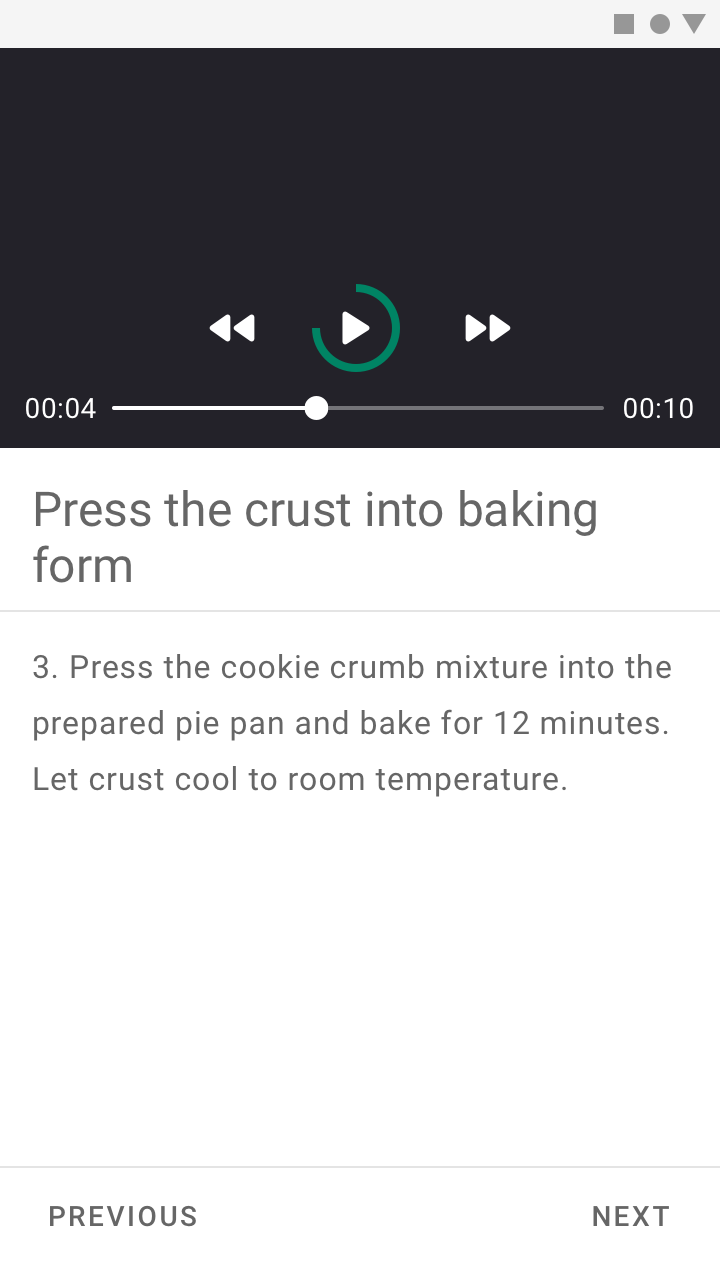 00:04 00:10
Press the crust into baking
form
3. Press the cookie crumb mixture into the
prepared pie pan and bake for 12 minutes.
Let crust cool to room temperature.
PREVIOUS NEXT